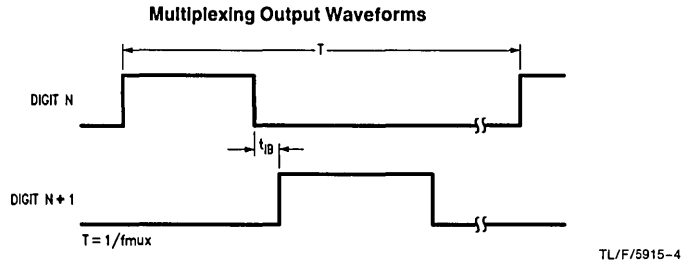 Multiplexing Output Waveforms
T
DIGIT N
tIB
DIGIT N + 1
T = 1/fmux
TL/F/5915-4